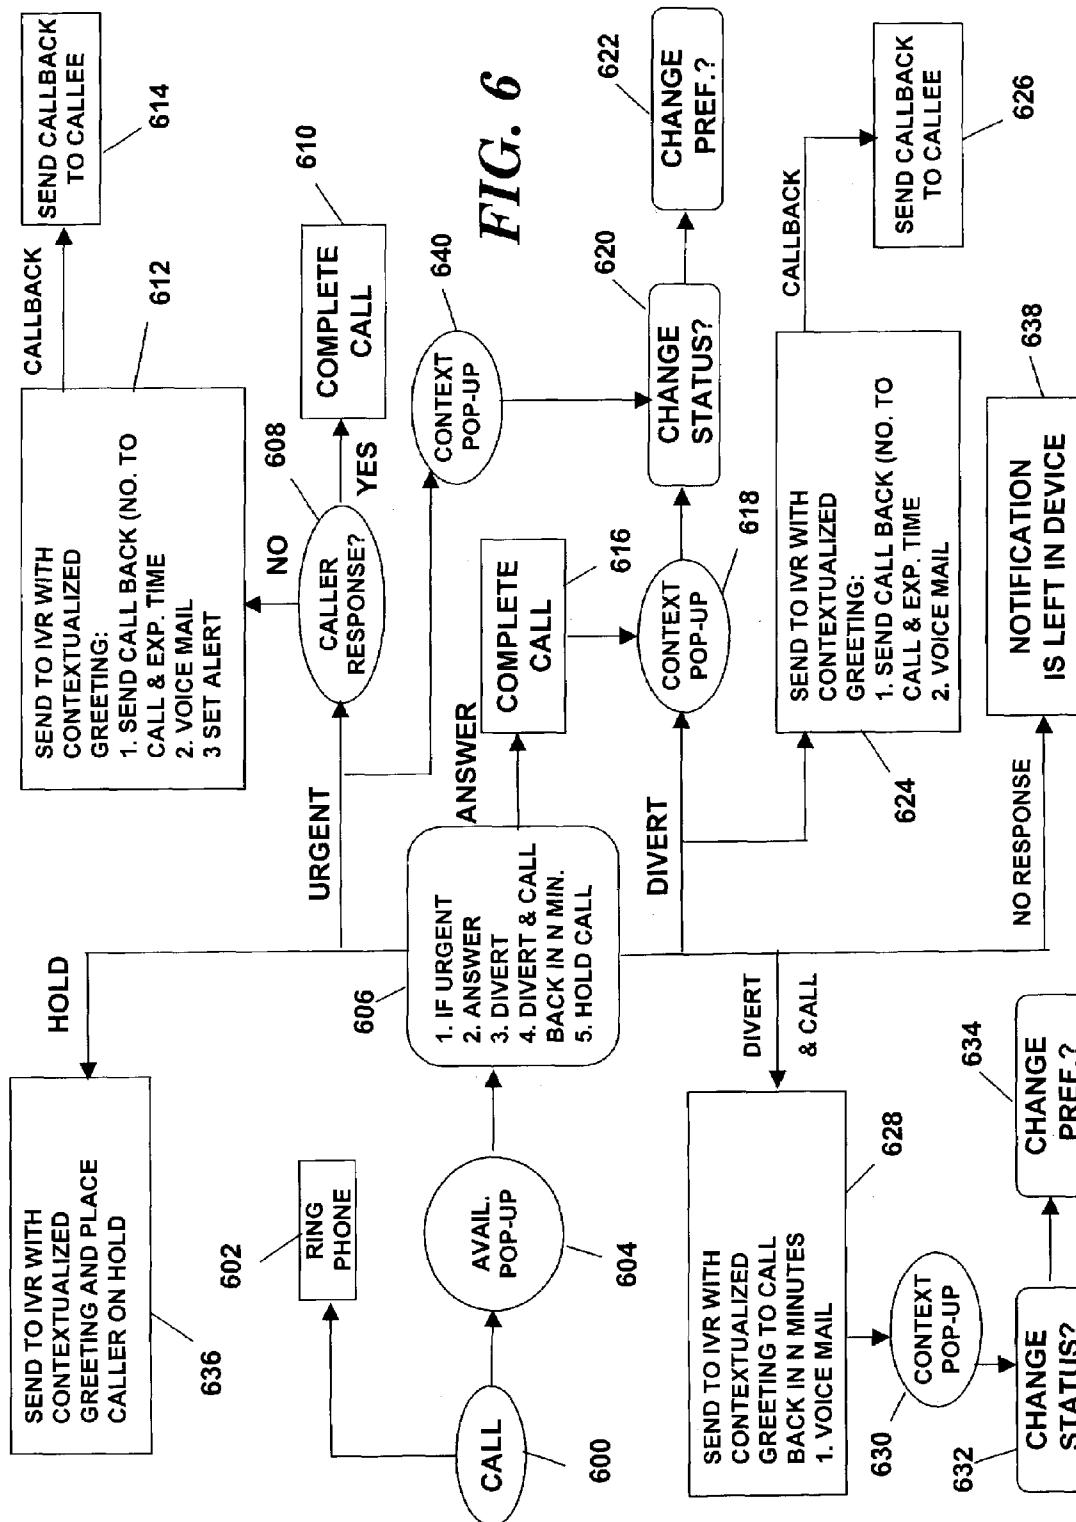 SEND TO IVR WITH
CONTEXTUALIZED
GREETING AND PLACE
CALLER ON HOLD
636
HOLD
SEND TO IVR WITH
CONTEXTUALIZED
GREETING:
1. SEND CALL BACK (NO. TO
CALL & EXP. TIME
2. VOICE MAIL
3 SET ALERT
612
CALLBACK
SEND CALLBACK
TO CALLEE
614
602
RING
PHONE
URGENT
NO
CALLER
RESPONSE?
608
YES
COMPLETE
CALL
610
CALL
600
AVAIL.
POP-UP
604
606
1. IF URGENT
2. ANSWER
3. DIVERT
4. DIVERT & CALL
BACK IN N MIN.
5. HOLD CALL
ANSWER
COMPLETE
CALL
616
CONTEXT
POP-UP
640
FIG. 6
DIVERT
CONTEXT
POP-UP
618
CHANGE
STATUS?
620
CHANGE
PREF.?
622
SEND TO IVR WITH
CONTEXTUALIZED
GREETING:
1. SEND CALL BACK (NO. TO
CALL & EXP. TIME
2. VOICE MAIL
624
CALLBACK
SEND CALLBACK
TO CALLEE
626
SEND TO IVR WITH
CONTEXTUALIZED
GREETING TO CALL
BACK IN N MINUTES
1. VOICE MAIL
628
DIVERT
& CALL
630
CONTEXT
POP-UP
632
CHANGE
STATUS?
634
CHANGE
PREF.?
NO RESPONSE
NOTIFICATION
IS LEFT IN DEVICE
638